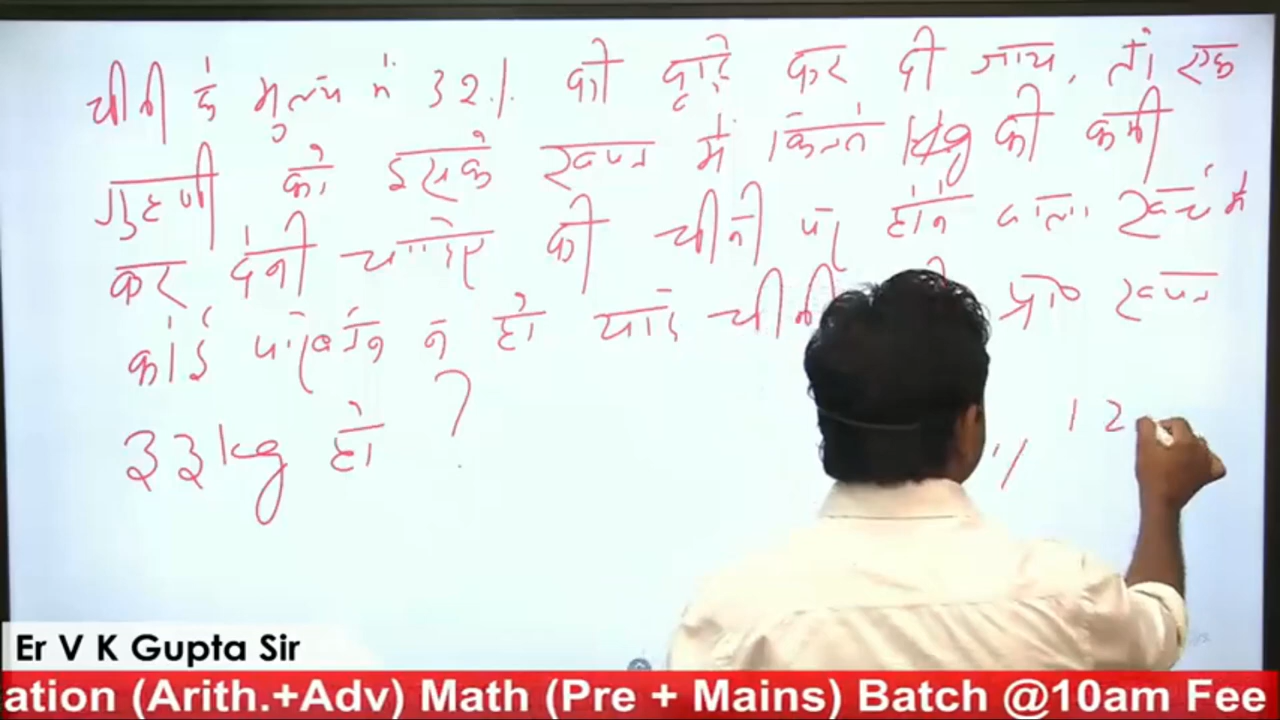 चीनी के मूल्य में 32% की वृद्धि कर दी जाय, तो एक
गृहणी को इसके खपत में कितने kg की कमी
कर देनी चाहिए की चीनी पर होने वाला खर्च में
कोई परिवर्तन न हो यदि चीनी की प्रा० खपत
33kg हो ?
% 12
Er V K Gupta Sir
ation (Arith.+Adv) Math (Pre + Mains) Batch @10am Fee